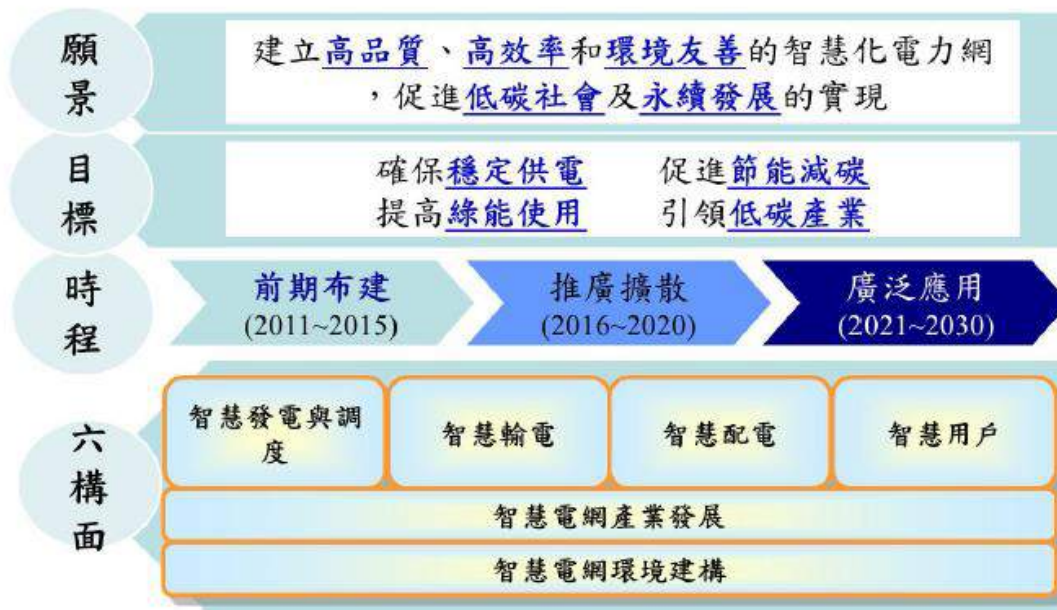 願景
建立高品質、高效率和環境友善的智慧化電力網
，促進低碳社會及永續發展的實現
目標
確保穩定供電 促進節能減碳
提高綠能使用 引領低碳產業
時程
前期布建 推廣擴散 廣泛應用
(2011~2015) (2016~2020) (2021~2030)
六構面
智慧發電與調
度
智慧輸電
智慧配電
智慧用戶
智慧電網產業發展
智慧電網環境建構